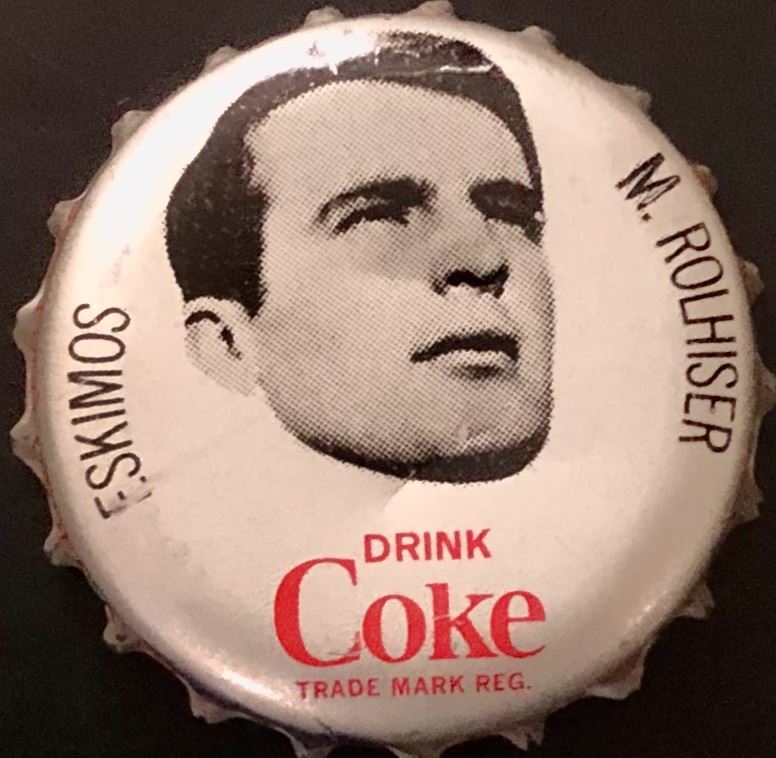 ESKIMOS
M. ROLHISER
DRINK
Coke
TRADE MARK REG.